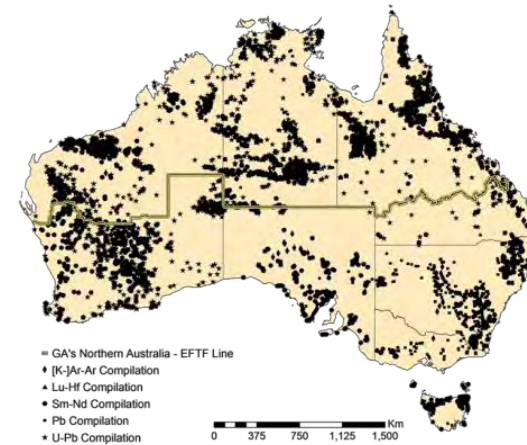 GA's Northern Australia - EFTF Line
[K-]Ar-Ar Compilation
Lu-Hf Compilation
Sm-Nd Compilation
Pb Compilation
U-Pb Compilation
Km
0 375 750 1,125 1,500